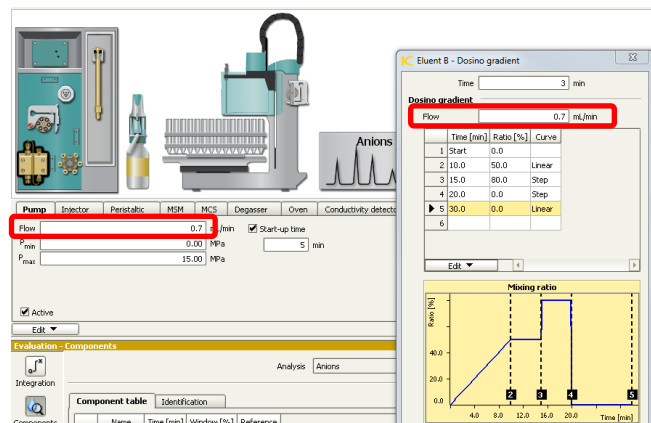 Anions
Pump Injector Peristaltic MSM MCS Degasser Oven Conductivity detecto
Flow 0.7 mL/min Start-up time
Pmin 0.00 MPa 5 min
Pmax 15.00 MPa
Active
Edit
Evaluation - Components
Integration
Analysis Anions
Component table Identification
Components
Name Time [min] Window [%] Reference
Eluent B - Dosino gradient
Time 3 min
Dosino gradient
Flow 0.7 mL/min
Time [min] Ratio [%] Curve
1 Start 0.0
2 10.0 50.0 Linear
3 15.0 80.0 Step
4 20.0 0.0 Step
5 30.0 0.0 Linear
6
Edit
Mixing ratio
Ratio [%]
40.0
20.0
0.0
2 3 4 5
4.0 8.0 12.0 16.0 20.0 Time [min]